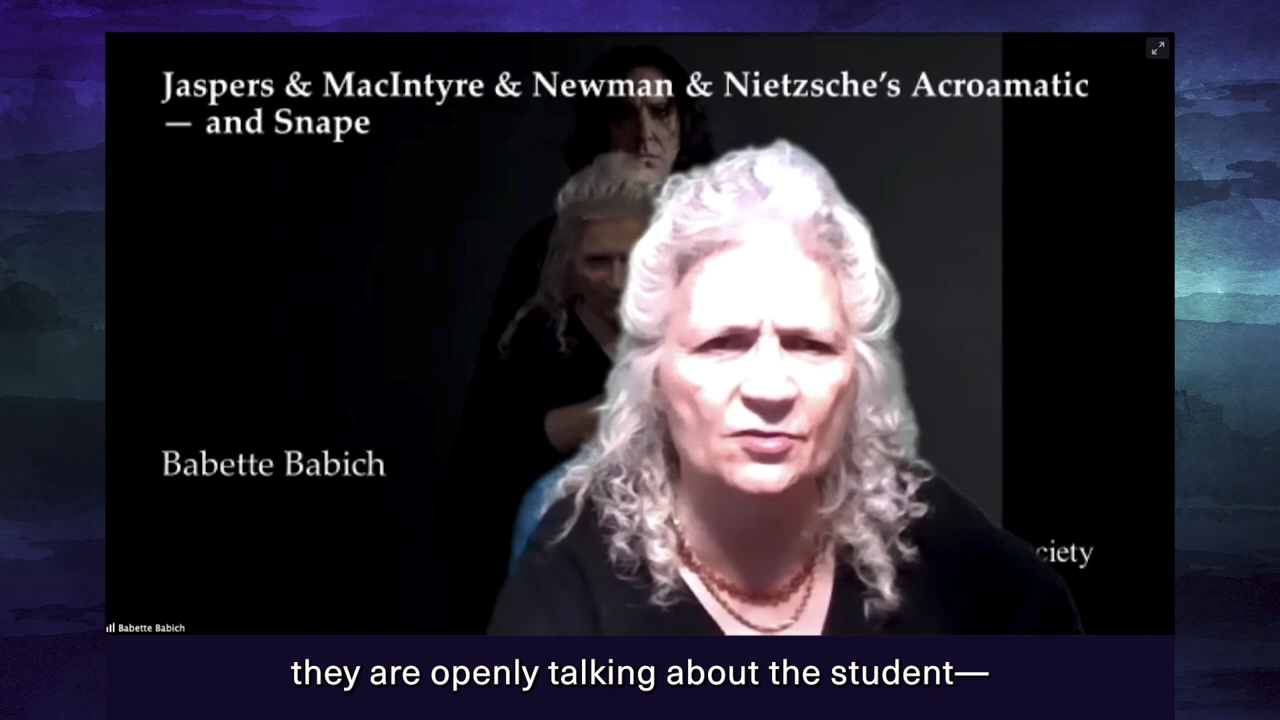 Jaspers & MacIntyre & Newman & Nietzsche’s Acroamatic
— and Snape
Babette Babich
ciety
Babette Babich
they are openly talking about the student—